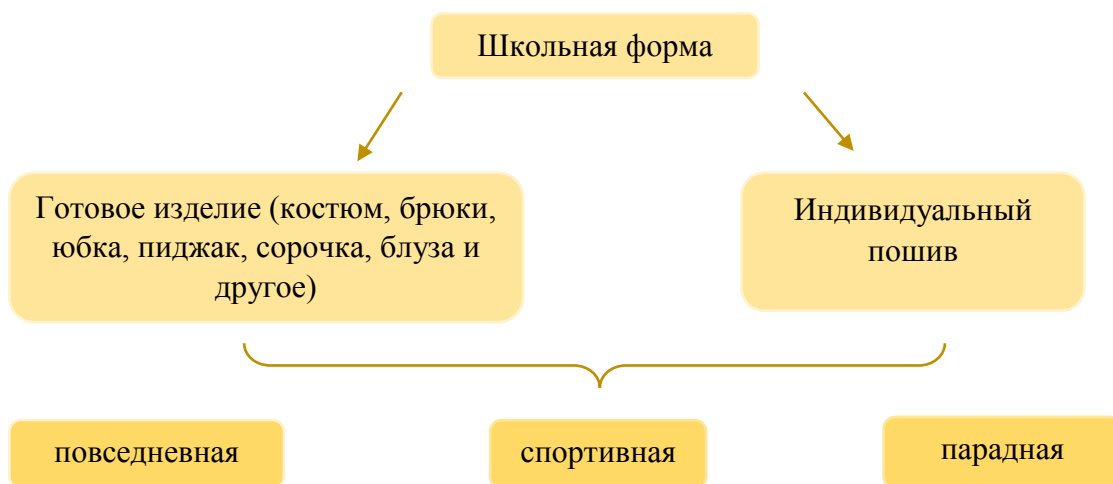 Школьная форма
Готовое изделие (костюм, брюки,
юбка, пиджак, сорочка, блуза и
другое)
Индивидуальный
пошив
повседневная
спортивная
парадная